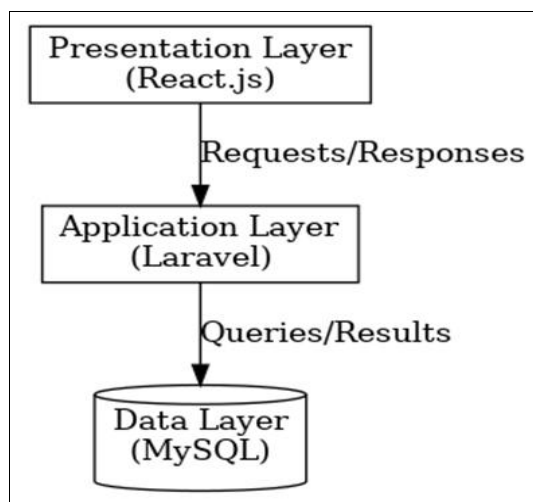 Presentation Layer
(React.js)
Requests/Responses
Application Layer
(Laravel)
Queries/Results
Data Layer
(MySQL)